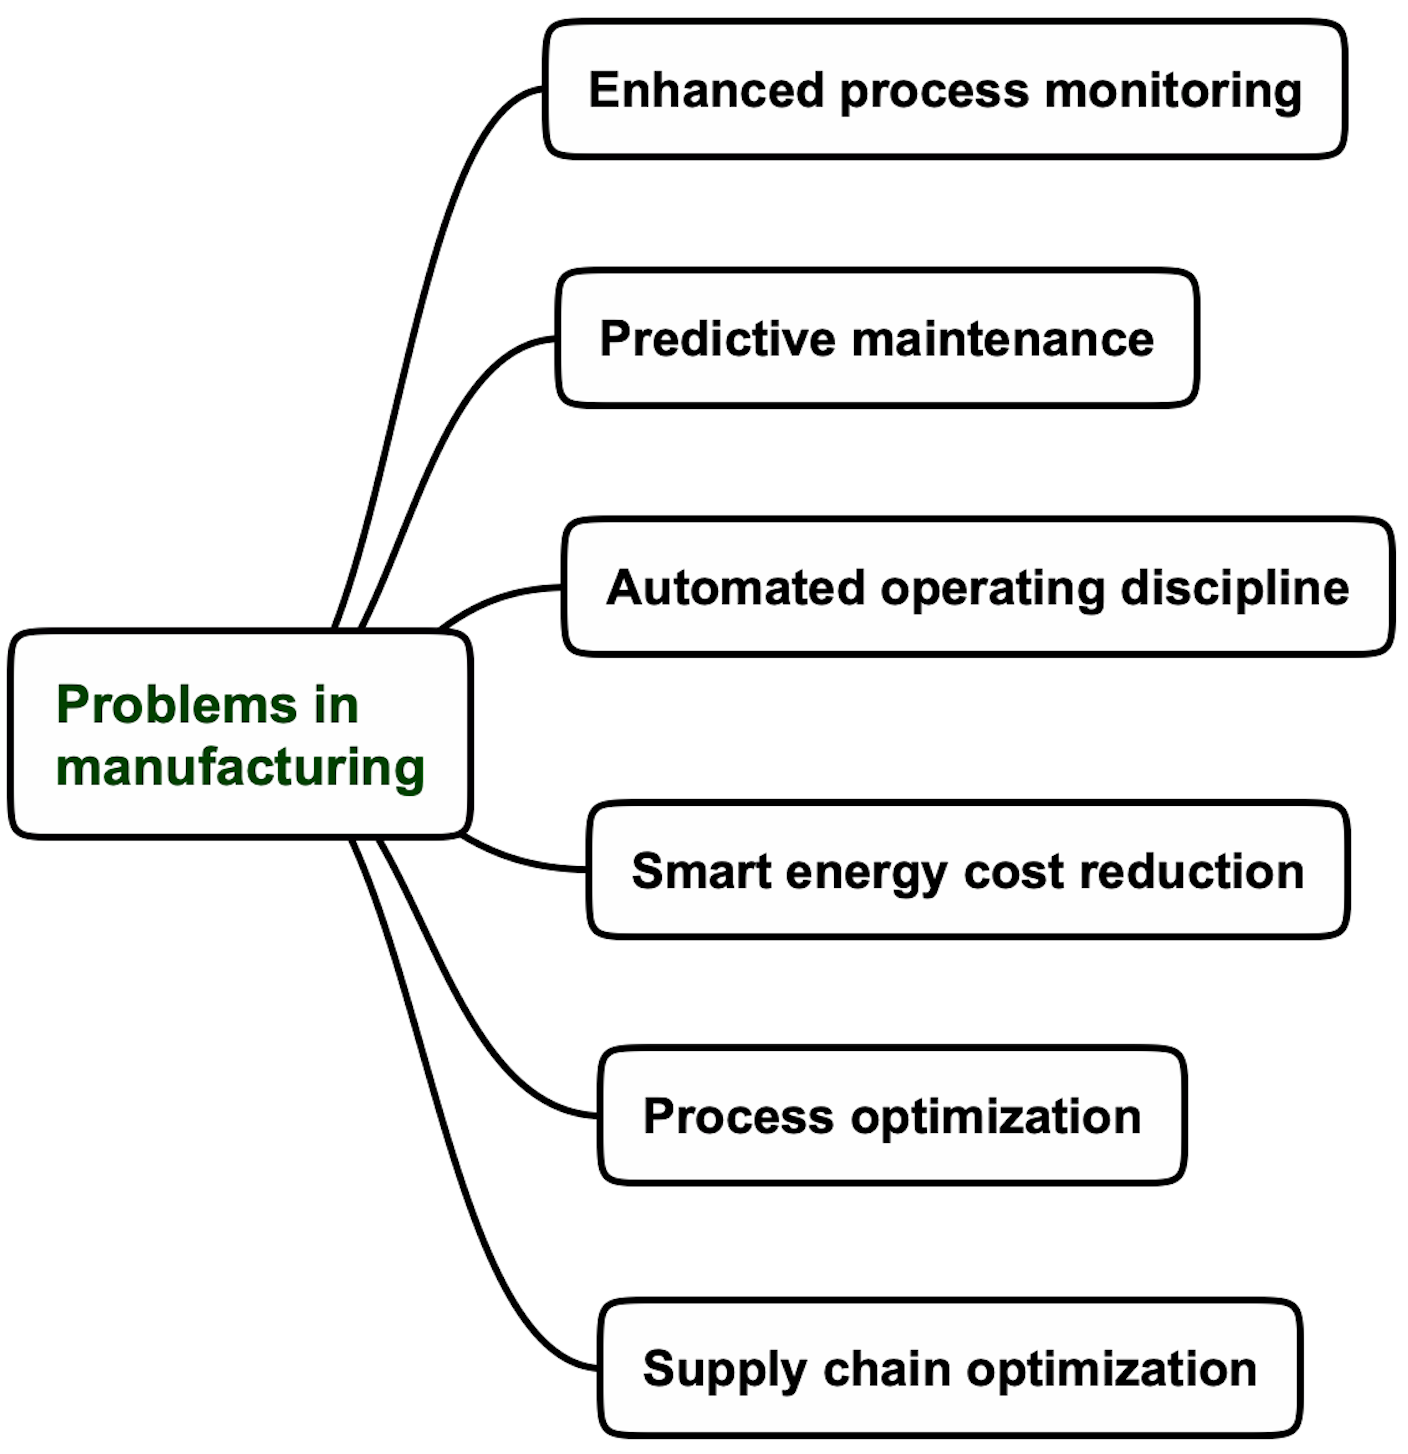 Enhanced process monitoring
Predictive maintenance
Automated operating discipline
Problems in
manufacturing
Smart energy cost reduction
Process optimization
Supply chain optimization